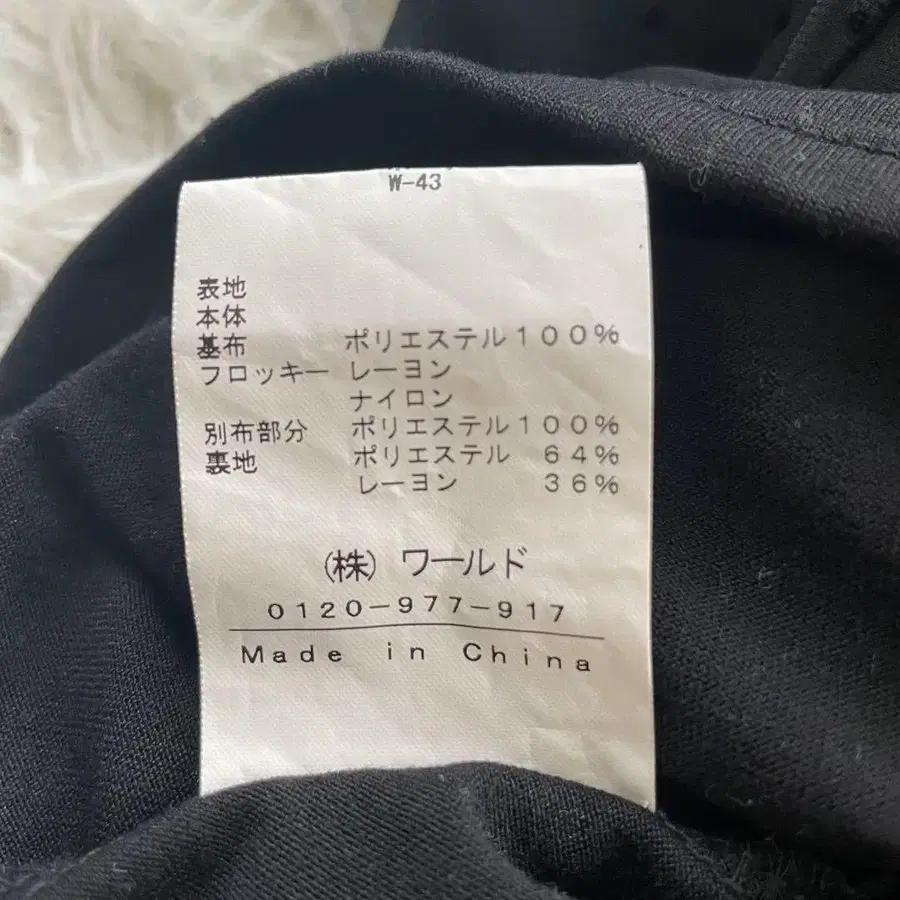 W-43
表地
本体
基布 ポリエステル100%
フロッキー レーヨン
ナイロン
別布部分 ポリエステル100%
裏地 ポリエステル 64%
レーヨン 36%
(株) ワールド
0120-977-917
Made in China